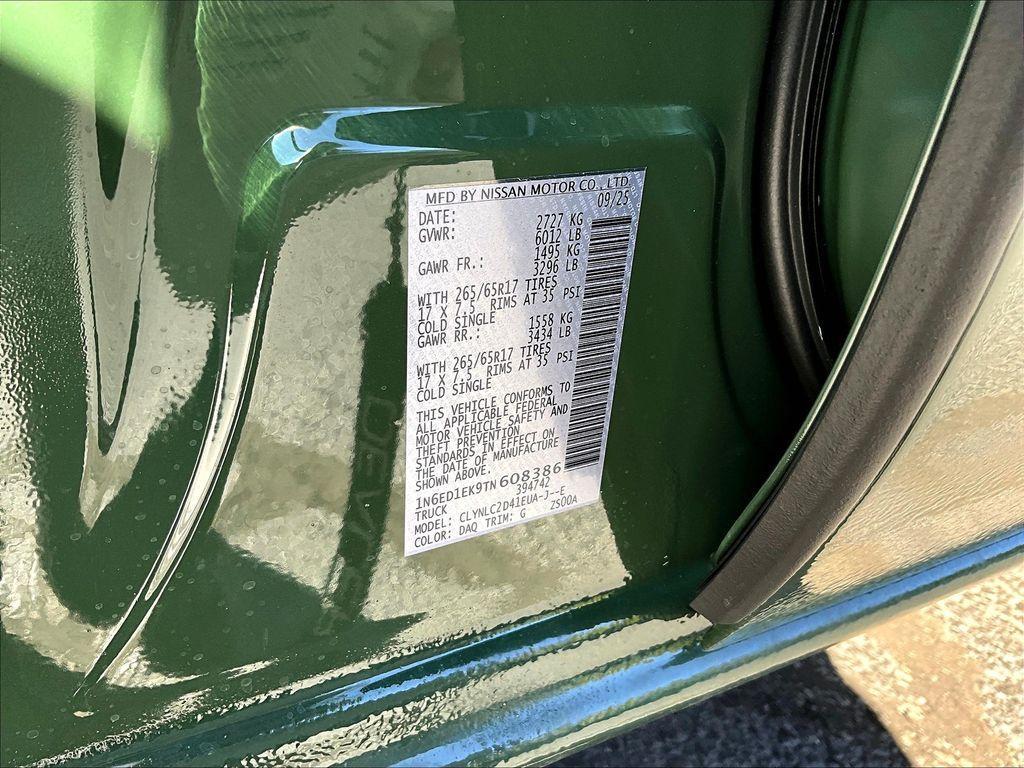 MFD BY NISSAN MOTOR CO., LTD.
DATE: 09/25
GVWR: 2727 KG
6012 LB
GAWR FR.: 1495 KG
3296 LB
WITH 265/65R17 TIRES
17 X 7.5 RIMS AT 35 PSI
COLD SINGLE
GAWR RR.: 1558 KG
3434 LB
WITH 265/65R17 TIRES
17 X 7.5 RIMS AT 35 PSI
COLD SINGLE
THIS VEHICLE CONFORMS TO
ALL APPLICABLE FEDERAL
MOTOR VEHICLE SAFETY AND
THEFT PREVENTION
STANDARDS IN EFFECT ON
THE DATE OF MANUFACTURE
SHOWN ABOVE.
1N6ED1EK9TN608386
TRUCK 394742
MODEL: CLYNLC2D41EUA-J--E
COLOR: DAQ TRIM: G ZS00A